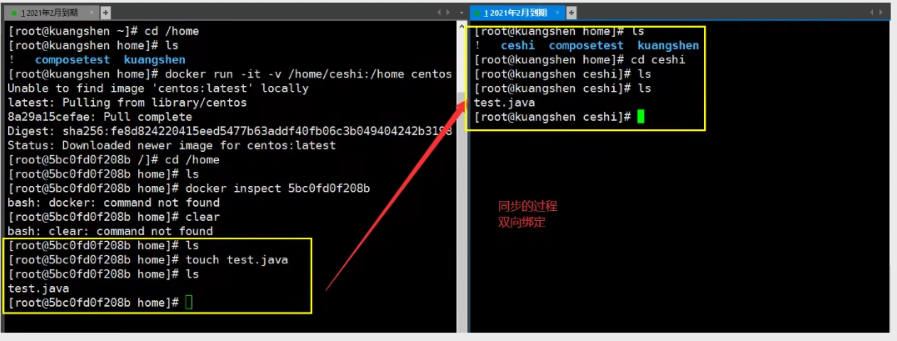 1 2021年2月到期
[root@kuangshen ~]# cd /home
[root@kuangshen home]# ls
! composetest kuangshen
[root@kuangshen home]# docker run -it -v /home/ceshi:/home centos
Unable to find image 'centos:latest' locally
latest: Pulling from library/centos
8a29a15cefae: Pull complete
Digest: sha256:fe8d824220415eed5477b63addf40fb06c3b049404242b31
Status: Downloaded newer image for centos:latest
[root@5bc0fd0f208b /]# cd /home
[root@5bc0fd0f208b home]# ls
[root@5bc0fd0f208b home]# docker inspect 5bc0fd0f208b
bash: docker: command not found
[root@5bc0fd0f208b home]# clear
bash: clear: command not found
[root@5bc0fd0f208b home]# ls
[root@5bc0fd0f208b home]# touch test.java
[root@5bc0fd0f208b home]# ls
test.java
[root@5bc0fd0f208b home]#
1 2021年2月到期
[root@kuangshen home]# ls
! ceshi composetest kuangshen
[root@kuangshen home]# cd ceshi
[root@kuangshen ceshi]# ls
[root@kuangshen ceshi]# ls
test.java
[root@kuangshen ceshi]#
同步的过程
双向绑定